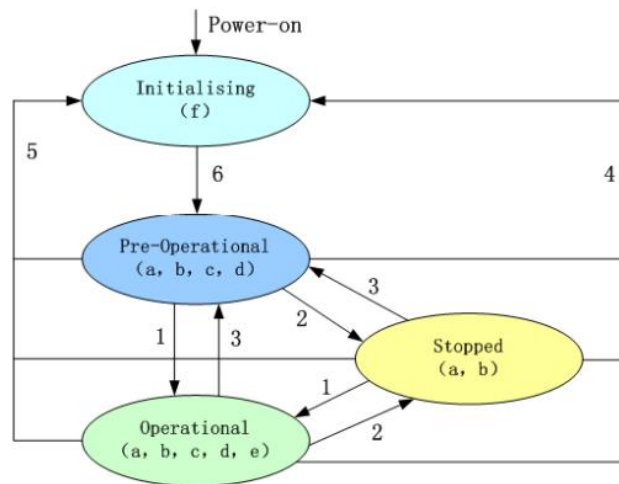 Power-on
Initialising
(f)
5
4
6
Pre-Operational
(a, b, c, d)
3
2
1
3
Stopped
(a, b)
1
Operational
(a, b, c, d, e)
2